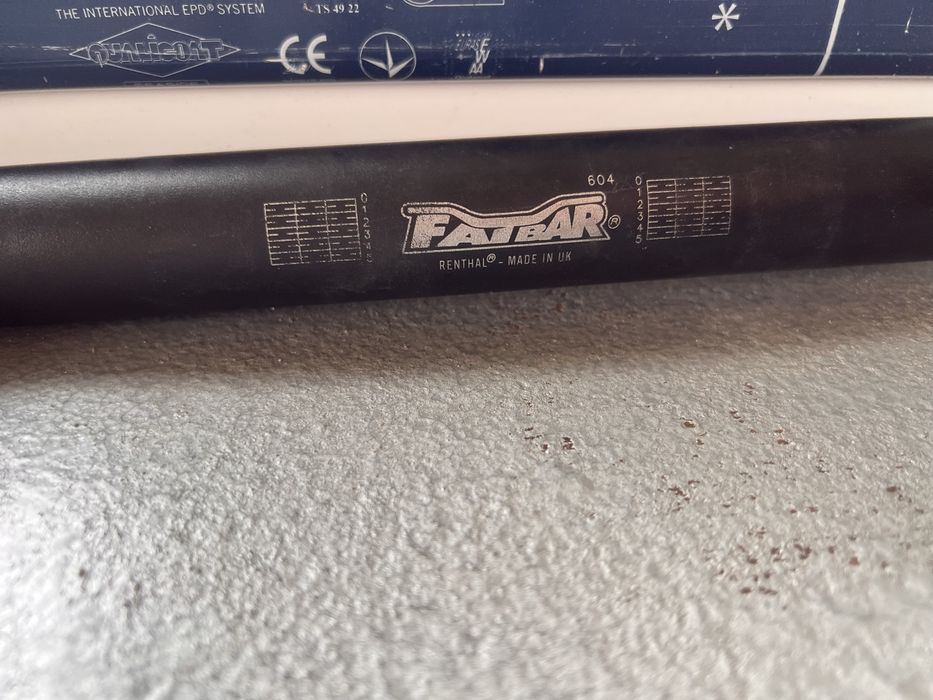 THE INTERNATIONAL EPD® SYSTEM
TS 49 22
QUALICOAT
CE
*
604
0
1
2
3
4
5
0
1
2
3
4
5
FATBAR®
RENTHAL® - MADE IN UK